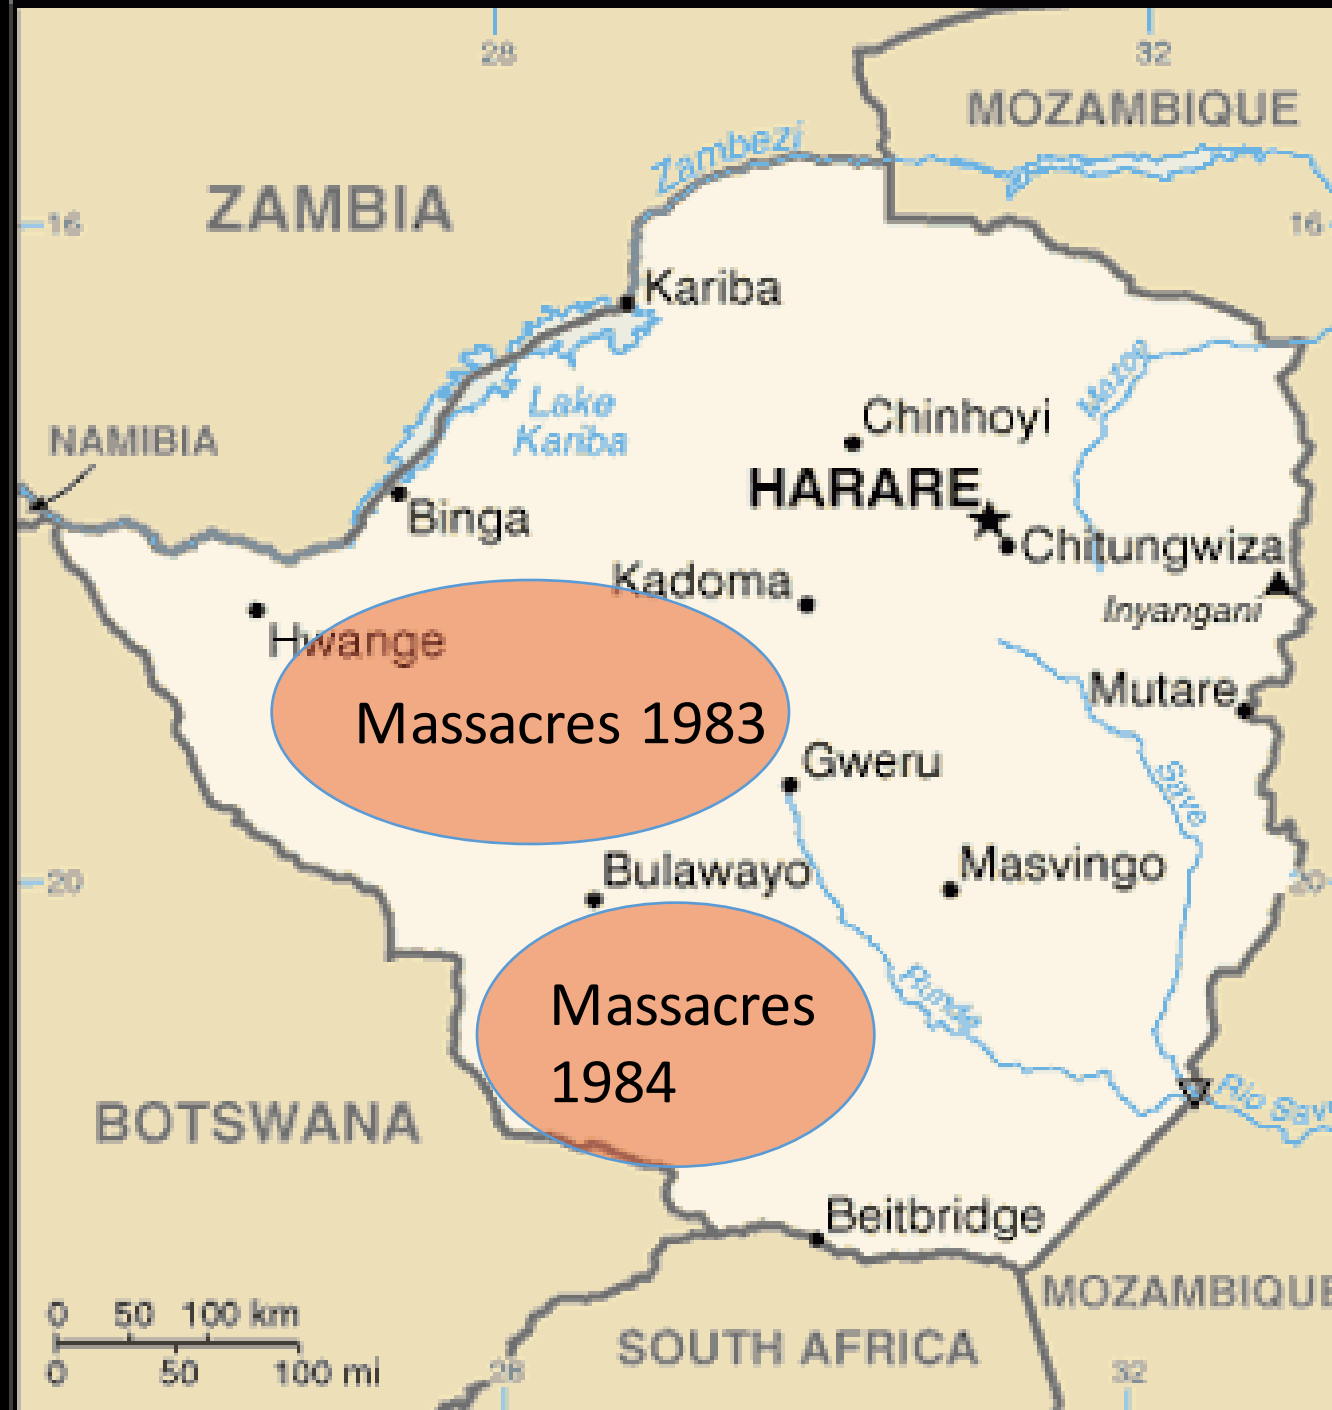 28
32
MOZAMBIQUE
Zambezi
ZAMBIA
16
16
Kariba
Mazoe
Lake
Kariba
Chinhoyi
NAMIBIA
HARARE
Binga
Chitungwiza
Kadoma
Inyangani
Hwange
Mutare
Massacres 1983
Gweru
Save
Bulawayo
Masvingo
20
20
Runde
Massacres
1984
BOTSWANA
Rio Sav
Beitbridge
MOZAMBIQUE
0 50 100 km
SOUTH AFRICA
0 50 100 mi
28
32